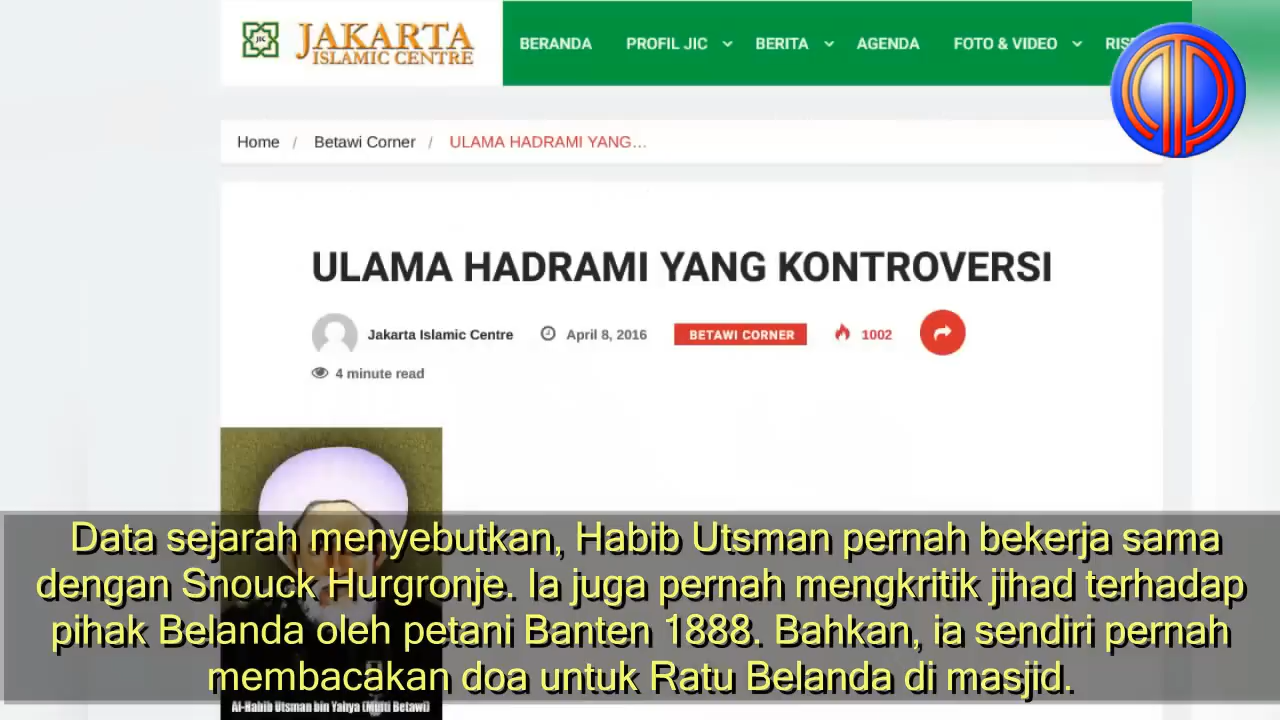 JIC
JAKARTA
ISLAMIC CENTRE
BERANDA PROFIL JIC BERITA AGENDA FOTO & VIDEO
Home / Betawi Corner / ULAMA HADRAMI YANG...
ULAMA HADRAMI YANG KONTROVERSI
Jakarta Islamic Centre April 8, 2016 BETAWI CORNER 1002
4 minute read
Data sejarah menyebutkan, Habib Utsman pernah bekerja sama
dengan Snouck Hurgronje. Ia juga pernah mengkritik jihad terhadap
pihak Belanda oleh petani Banten 1888. Bahkan, ia sendiri pernah
membacakan doa untuk Ratu Belanda di masjid.
Al-Habib Utsman bin Yahya (Mufti Betawi)